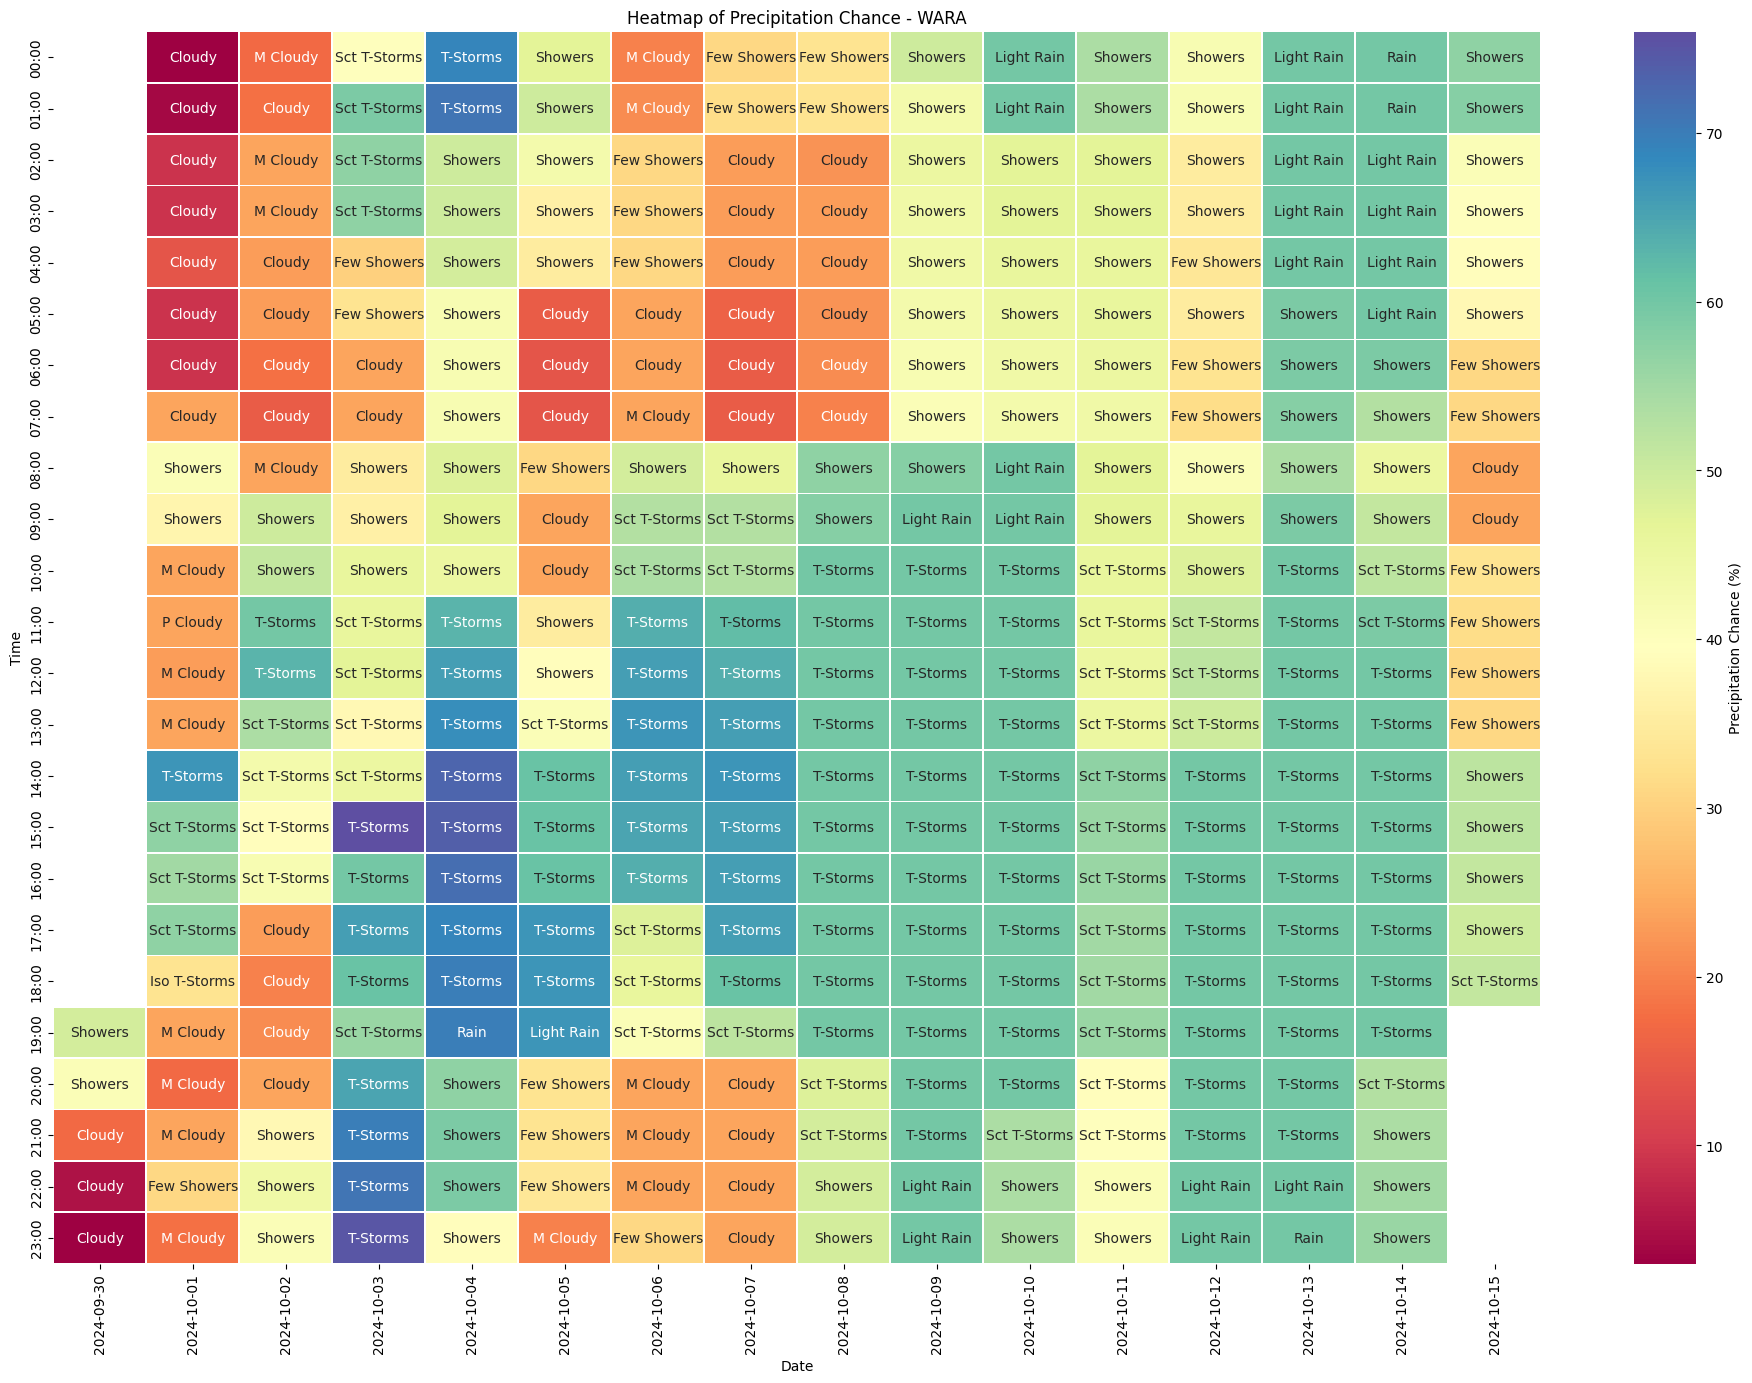 Heatmap of Precipitation Chance - WARA
00:00 Cloudy M Cloudy Sct T-Storms T-Storms Showers M Cloudy Few Showers Few Showers Showers Light Rain Showers Showers Light Rain Rain Showers
01:00 Cloudy Cloudy Sct T-Storms T-Storms Showers M Cloudy Few Showers Few Showers Showers Light Rain Showers Showers Light Rain Rain Showers
02:00 Cloudy M Cloudy Sct T-Storms Showers Showers Few Showers Cloudy Cloudy Showers Showers Showers Showers Light Rain Light Rain Showers
03:00 Cloudy M Cloudy Sct T-Storms Showers Showers Few Showers Cloudy Cloudy Showers Showers Showers Showers Light Rain Light Rain Showers
04:00 Cloudy Cloudy Few Showers Showers Showers Few Showers Cloudy Cloudy Showers Showers Showers Few Showers Light Rain Light Rain Showers
05:00 Cloudy Cloudy Few Showers Showers Cloudy Cloudy Cloudy Cloudy Showers Showers Showers Showers Showers Light Rain Showers
06:00 Cloudy Cloudy Cloudy Showers Cloudy Cloudy Cloudy Cloudy Showers Showers Showers Few Showers Showers Showers Few Showers
07:00 Cloudy Cloudy Cloudy Showers Cloudy M Cloudy Cloudy Cloudy Showers Showers Showers Few Showers Showers Showers Few Showers
08:00 Showers M Cloudy Showers Showers Few Showers Showers Showers Showers Showers Light Rain Showers Showers Showers Showers Cloudy
09:00 Showers Showers Showers Showers Cloudy Sct T-Storms Sct T-Storms Showers Light Rain Light Rain Showers Showers Showers Showers Cloudy
10:00 M Cloudy Showers Showers Showers Cloudy Sct T-Storms Sct T-Storms T-Storms T-Storms T-Storms Sct T-Storms Showers T-Storms Sct T-Storms Few Showers
11:00 P Cloudy T-Storms Sct T-Storms T-Storms Showers T-Storms T-Storms T-Storms T-Storms T-Storms Sct T-Storms Sct T-Storms T-Storms Sct T-Storms Few Showers
12:00 M Cloudy T-Storms Sct T-Storms T-Storms Showers T-Storms T-Storms T-Storms T-Storms T-Storms Sct T-Storms Sct T-Storms T-Storms T-Storms Few Showers
13:00 M Cloudy Sct T-Storms Sct T-Storms T-Storms Sct T-Storms T-Storms T-Storms T-Storms T-Storms T-Storms Sct T-Storms Sct T-Storms T-Storms T-Storms Few Showers
14:00 T-Storms Sct T-Storms Sct T-Storms T-Storms T-Storms T-Storms T-Storms T-Storms T-Storms T-Storms Sct T-Storms T-Storms T-Storms T-Storms Showers
15:00 Sct T-Storms Sct T-Storms T-Storms T-Storms T-Storms T-Storms T-Storms T-Storms T-Storms T-Storms Sct T-Storms T-Storms T-Storms T-Storms Showers
16:00 Sct T-Storms Sct T-Storms T-Storms T-Storms T-Storms T-Storms T-Storms T-Storms T-Storms T-Storms Sct T-Storms T-Storms T-Storms T-Storms Showers
17:00 Sct T-Storms Cloudy T-Storms T-Storms T-Storms Sct T-Storms T-Storms T-Storms T-Storms T-Storms Sct T-Storms T-Storms T-Storms T-Storms Showers
18:00 Iso T-Storms Cloudy T-Storms T-Storms T-Storms Sct T-Storms T-Storms T-Storms T-Storms T-Storms Sct T-Storms T-Storms T-Storms T-Storms Sct T-Storms
19:00 Showers M Cloudy Cloudy Sct T-Storms Rain Light Rain Sct T-Storms Sct T-Storms T-Storms T-Storms T-Storms Sct T-Storms T-Storms T-Storms T-Storms
20:00 Showers M Cloudy Cloudy T-Storms Showers Few Showers M Cloudy Cloudy Sct T-Storms T-Storms T-Storms Sct T-Storms T-Storms T-Storms Sct T-Storms
21:00 Cloudy M Cloudy Showers T-Storms Showers Few Showers M Cloudy Cloudy Sct T-Storms T-Storms Sct T-Storms Sct T-Storms T-Storms T-Storms Showers
22:00 Cloudy Few Showers Showers T-Storms Showers Few Showers M Cloudy Cloudy Showers Light Rain Showers Showers Light Rain Light Rain Showers
23:00 Cloudy M Cloudy Showers T-Storms Showers M Cloudy Few Showers Cloudy Showers Light Rain Showers Showers Light Rain Rain Showers
Time
2024-09-30 2024-10-01 2024-10-02 2024-10-03 2024-10-04 2024-10-05 2024-10-06 2024-10-07 2024-10-08 2024-10-09 2024-10-10 2024-10-11 2024-10-12 2024-10-13 2024-10-14 2024-10-15
Date
70
60
50
40
30
20
10
Precipitation Chance (%)